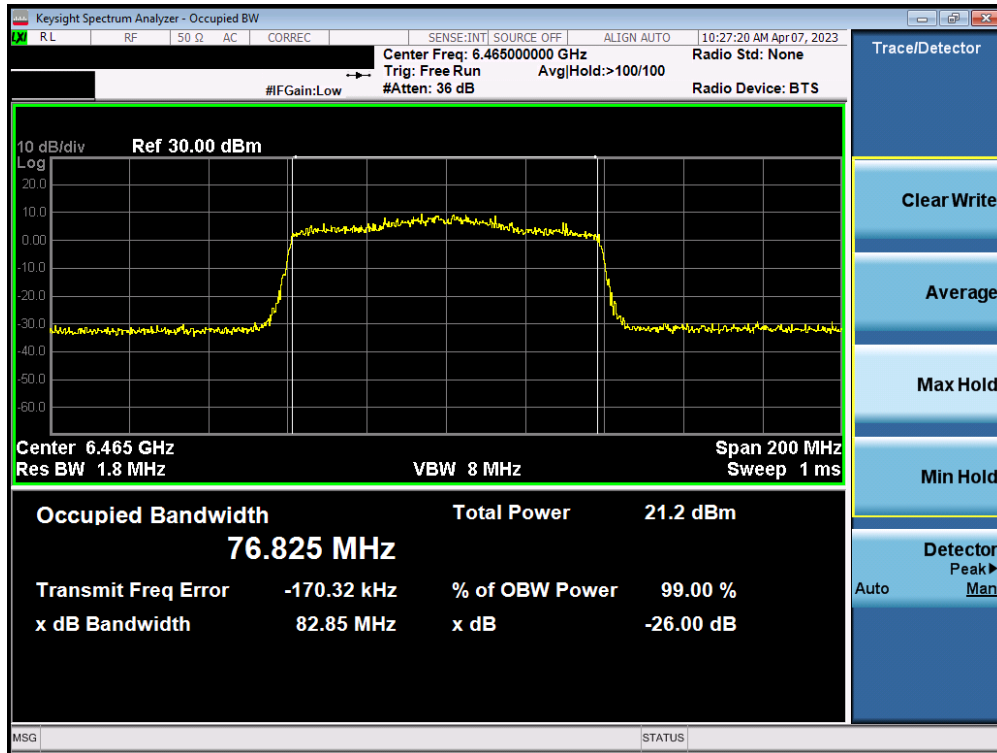 Keysight Spectrum Analyzer - Occupied BW
LXI RL RF 50 Ω AC CORREC SENSE:INT SOURCE OFF ALIGN AUTO 10:27:20 AM Apr 07, 2023
Center Freq: 6.465000000 GHz Radio Std: None
Trig: Free Run Avg|Hold:>100/100
#IFGain:Low #Atten: 36 dB Radio Device: BTS
Trace/Detector
10 dB/div Ref 30.00 dBm
Log
20.0
10.0
0.00
-10.0
-20.0
-30.0
-40.0
-50.0
-60.0
Center 6.465 GHz Span 200 MHz
Res BW 1.8 MHz VBW 8 MHz Sweep 1 ms
Occupied Bandwidth Total Power 21.2 dBm
76.825 MHz
Transmit Freq Error -170.32 kHz % of OBW Power 99.00 %
x dB Bandwidth 82.85 MHz x dB -26.00 dB
Clear Write
Average
Max Hold
Min Hold
Detector
Peak▶
Auto Man
MSG STATUS